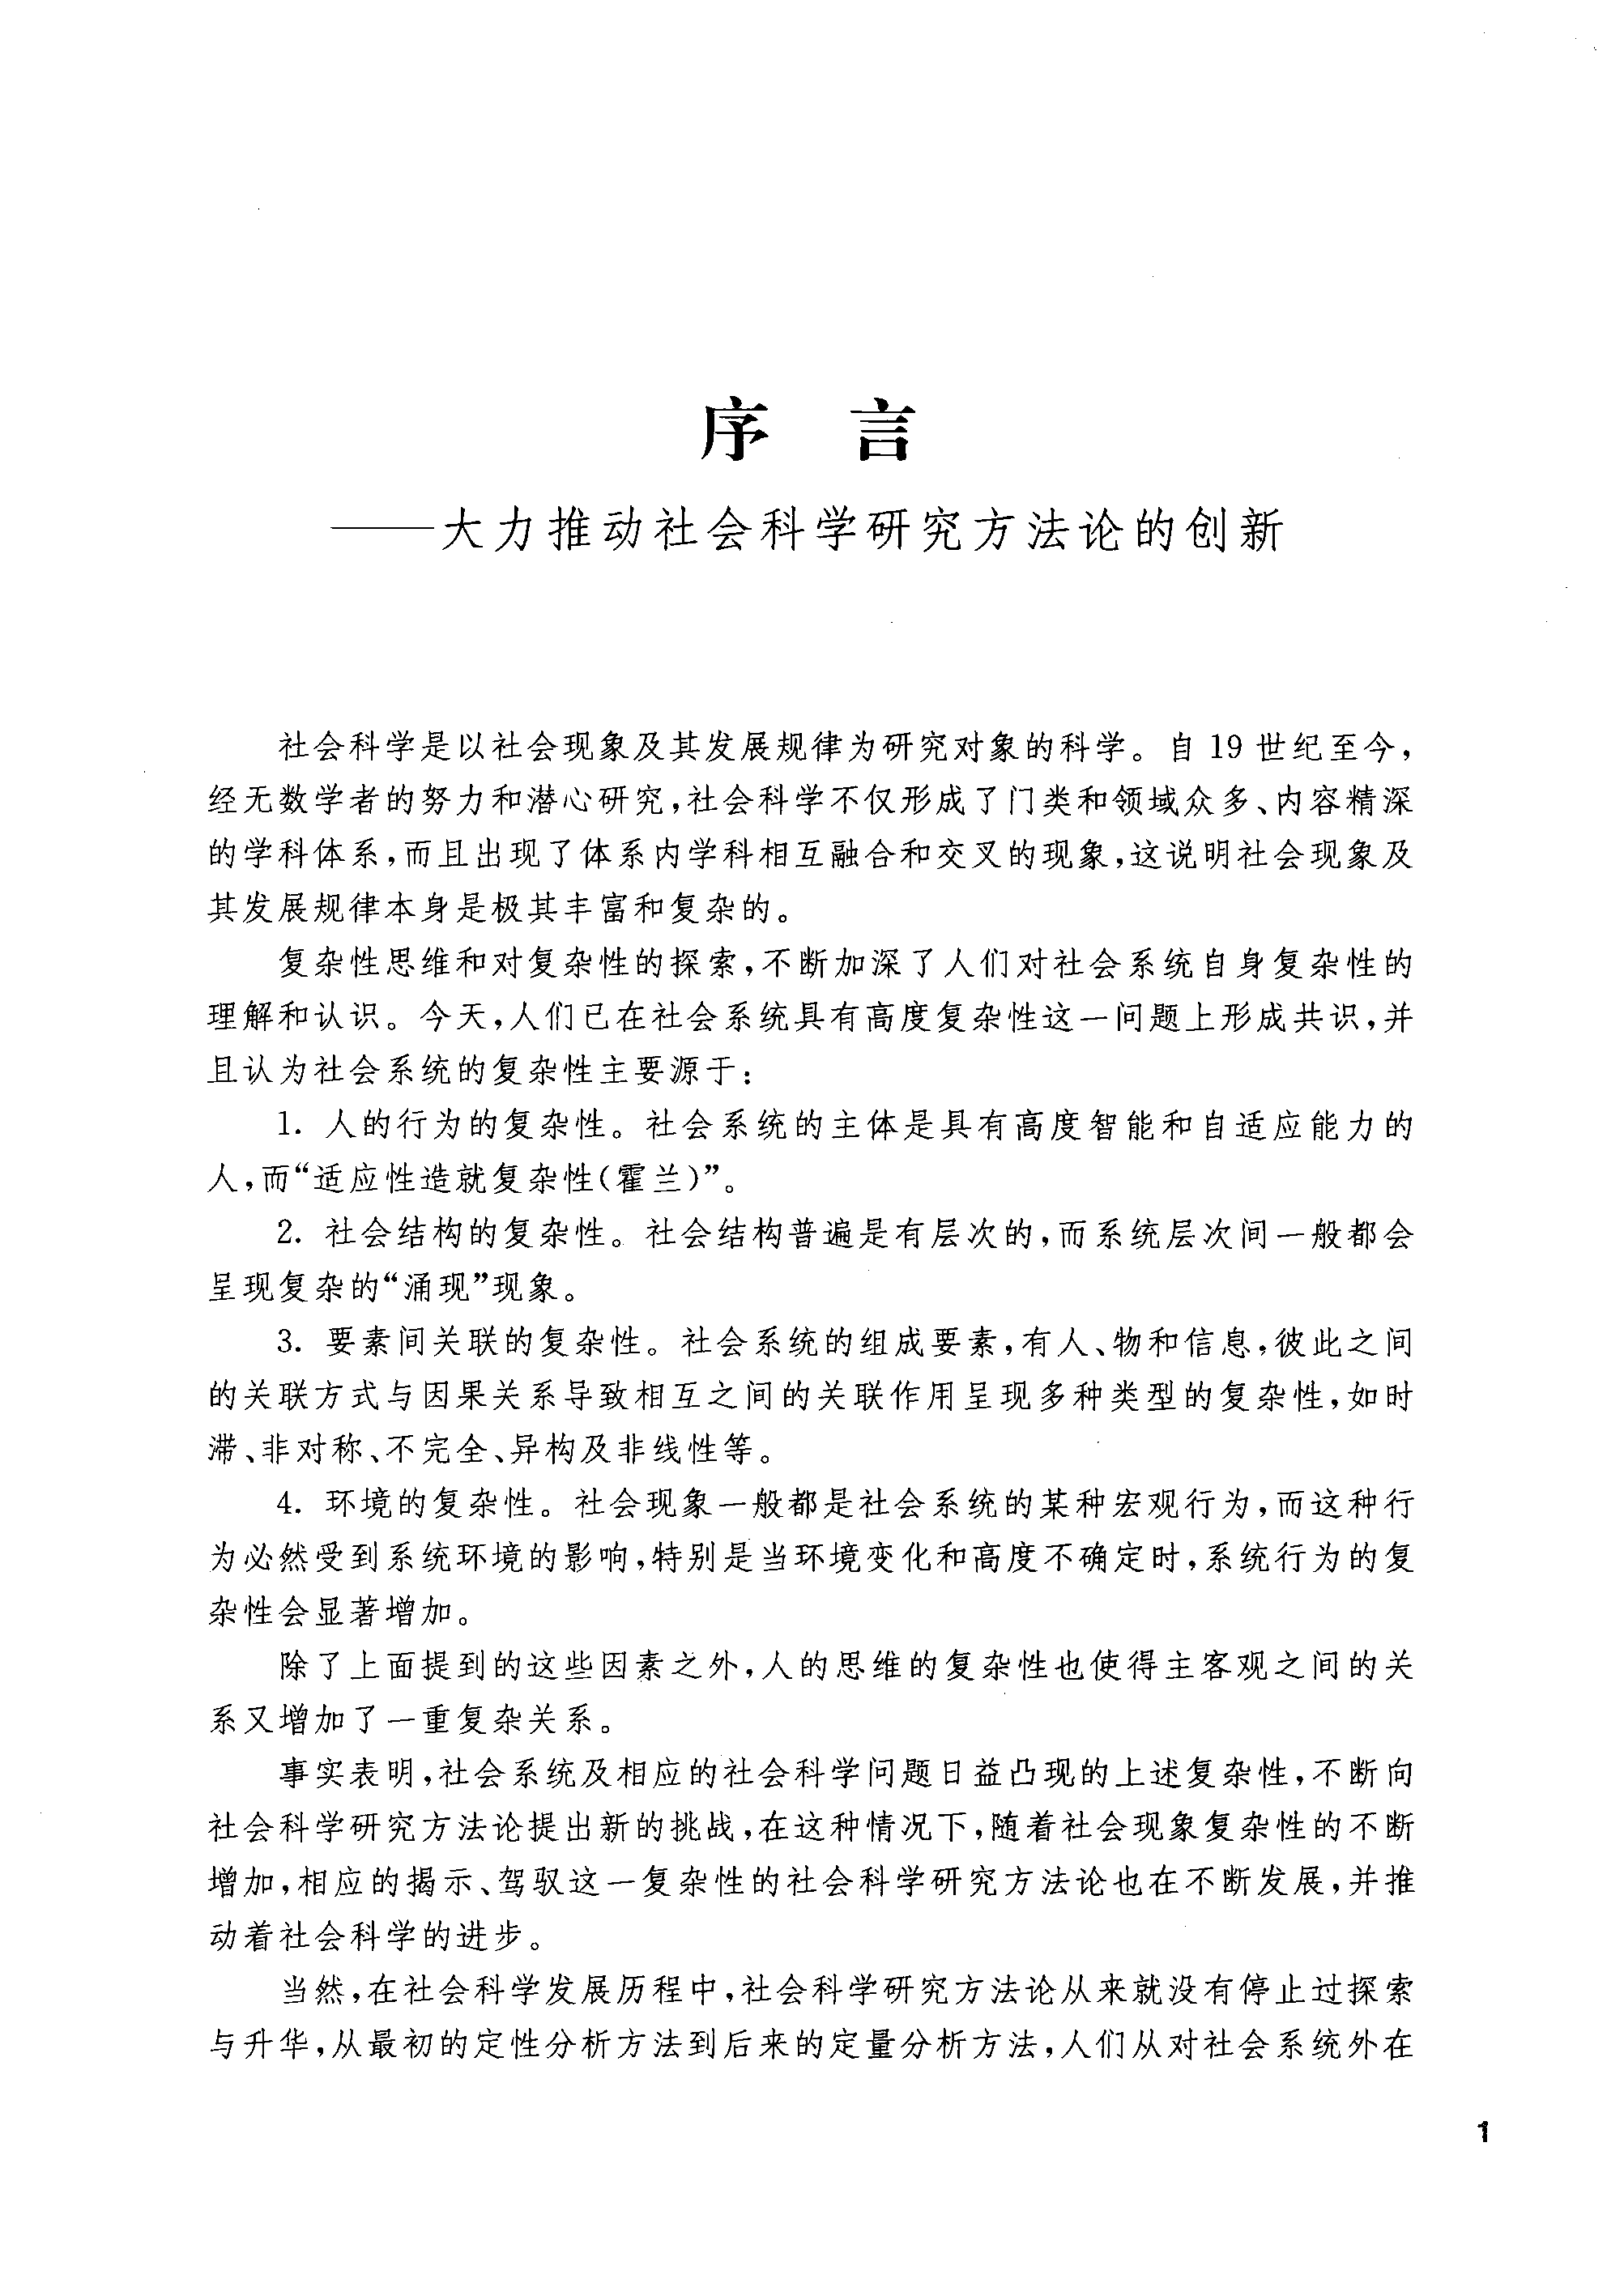 序 言
——大力推动社会科学研究方法论的创新
社会科学是以社会现象及其发展规律为研究对象的科学。自 19 世纪至今，
经无数学者的努力和潜心研究，社会科学不仅形成了门类和领域众多、内容精深
的学科体系，而且出现了体系内学科相互融合和交叉的现象，这说明社会现象及
其发展规律本身是极其丰富和复杂的。
复杂性思维和对复杂性的探索，不断加深了人们对社会系统自身复杂性的
理解和认识。今天，人们已在社会系统具有高度复杂性这一问题上形成共识，并
且认为社会系统的复杂性主要源于：
1. 人的行为的复杂性。社会系统的主体是具有高度智能和自适应能力的
人，而“适应性造就复杂性（霍兰）”。
2. 社会结构的复杂性。社会结构普遍是有层次的，而系统层次间一般都会
呈现复杂的“涌现”现象。
3. 要素间关联的复杂性。社会系统的组成要素，有人、物和信息，彼此之间
的关联方式与因果关系导致相互之间的关联作用呈现多种类型的复杂性，如时
滞、非对称、不完全、异构及非线性等。
4. 环境的复杂性。社会现象一般都是社会系统的某种宏观行为，而这种行
为必然受到系统环境的影响，特别是当环境变化和高度不确定时，系统行为的复
杂性会显著增加。
除了上面提到的这些因素之外，人的思维的复杂性也使得主客观之间的关
系又增加了一重复杂关系。
事实表明，社会系统及相应的社会科学问题日益凸现的上述复杂性，不断向
社会科学研究方法论提出新的挑战，在这种情况下，随着社会现象复杂性的不断
增加，相应的揭示、驾驭这一复杂性的社会科学研究方法论也在不断发展，并推
动着社会科学的进步。
当然，在社会科学发展历程中，社会科学研究方法论从来就没有停止过探索
与升华，从最初的定性分析方法到后来的定量分析方法，人们从对社会系统外在
1